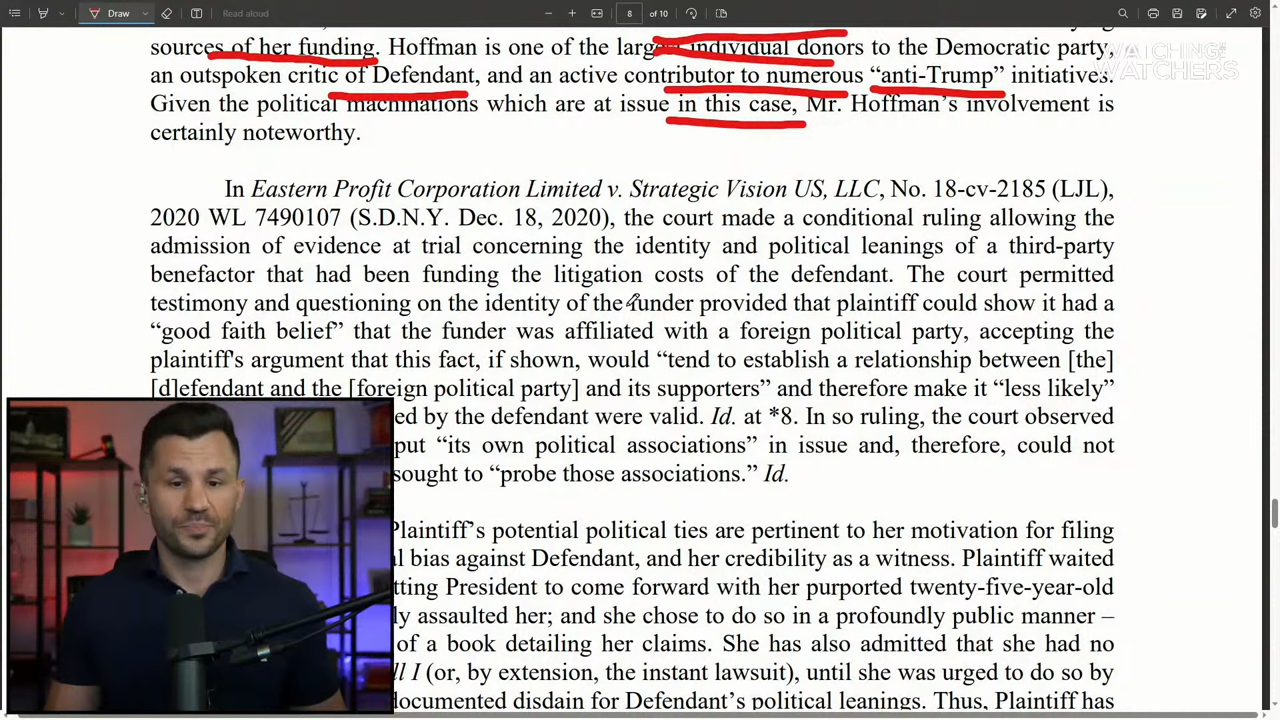 Draw
Read aloud
8 of 10
sources of her funding. Hoffman is one of the largest individual donors to the Democratic party,
WATCHING THE WATCHERS
an outspoken critic of Defendant, and an active contributor to numerous “anti-Trump” initiatives.
Given the political machinations which are at issue in this case, Mr. Hoffman’s involvement is
certainly noteworthy.
In Eastern Profit Corporation Limited v. Strategic Vision US, LLC, No. 18-cv-2185 (LJL),
2020 WL 7490107 (S.D.N.Y. Dec. 18, 2020), the court made a conditional ruling allowing the
admission of evidence at trial concerning the identity and political leanings of a third-party
benefactor that had been funding the litigation costs of the defendant. The court permitted
testimony and questioning on the identity of the funder provided that plaintiff could show it had a
“good faith belief” that the funder was affiliated with a foreign political party, accepting the
plaintiff's argument that this fact, if shown, would “tend to establish a relationship between [the]
[d]efendant and the [foreign political party] and its supporters” and therefore make it “less likely”
ed by the defendant were valid. Id. at *8. In so ruling, the court observed
put “its own political associations” in issue and, therefore, could not
sought to “probe those associations.” Id.
Plaintiff’s potential political ties are pertinent to her motivation for filing
al bias against Defendant, and her credibility as a witness. Plaintiff waited
tting President to come forward with her purported twenty-five-year-old
ly assaulted her; and she chose to do so in a profoundly public manner –
of a book detailing her claims. She has also admitted that she had no
ll I (or, by extension, the instant lawsuit), until she was urged to do so by
documented disdain for Defendant’s political leanings. Thus, Plaintiff has